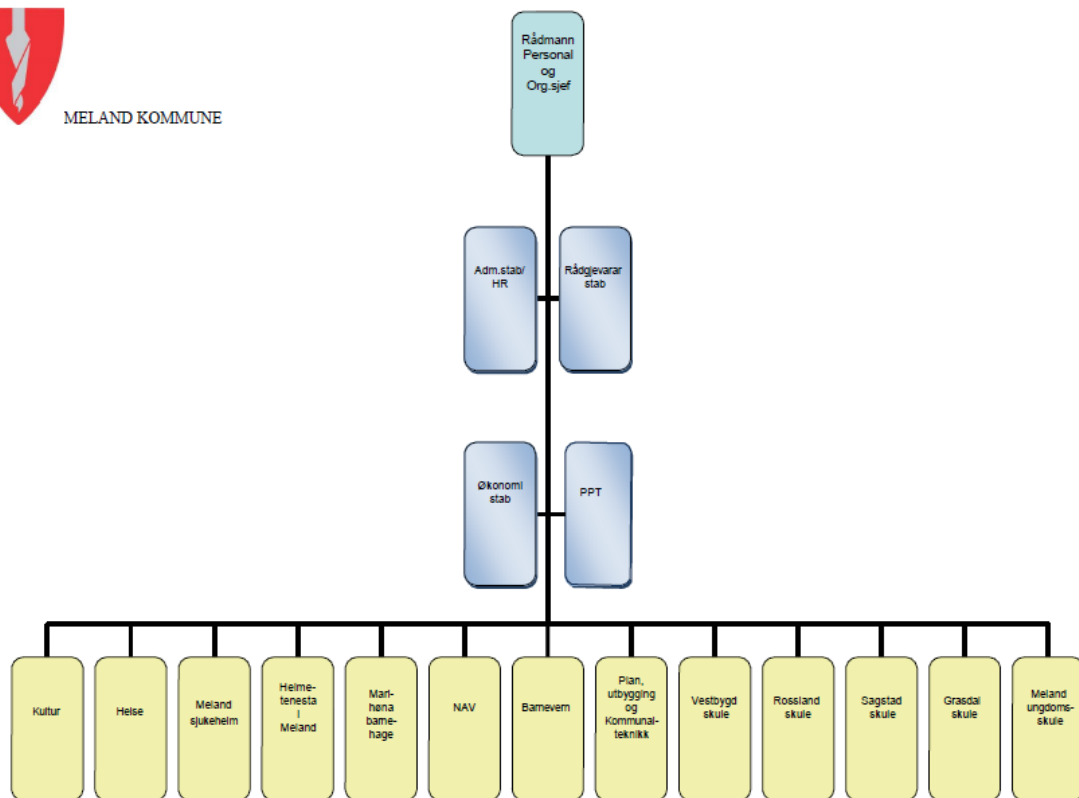 Rådmann
Personal
og
Org.sjef
MELAND KOMMUNE
Adm.stab/
HR
Rådgjevarar
stab
Økonomi
stab
PPT
Kultur
Helse
Meland
sjukeheim
Heime-
tenesta
i
Meland
Mari-
høna
barne-
hage
NAV
Barnevern
Plan,
utbygging
og
Kommunal-
teknikk
Vestbygd
skule
Rossland
skule
Sagstad
skule
Grasdal
skule
Meland
ungdoms-
skule